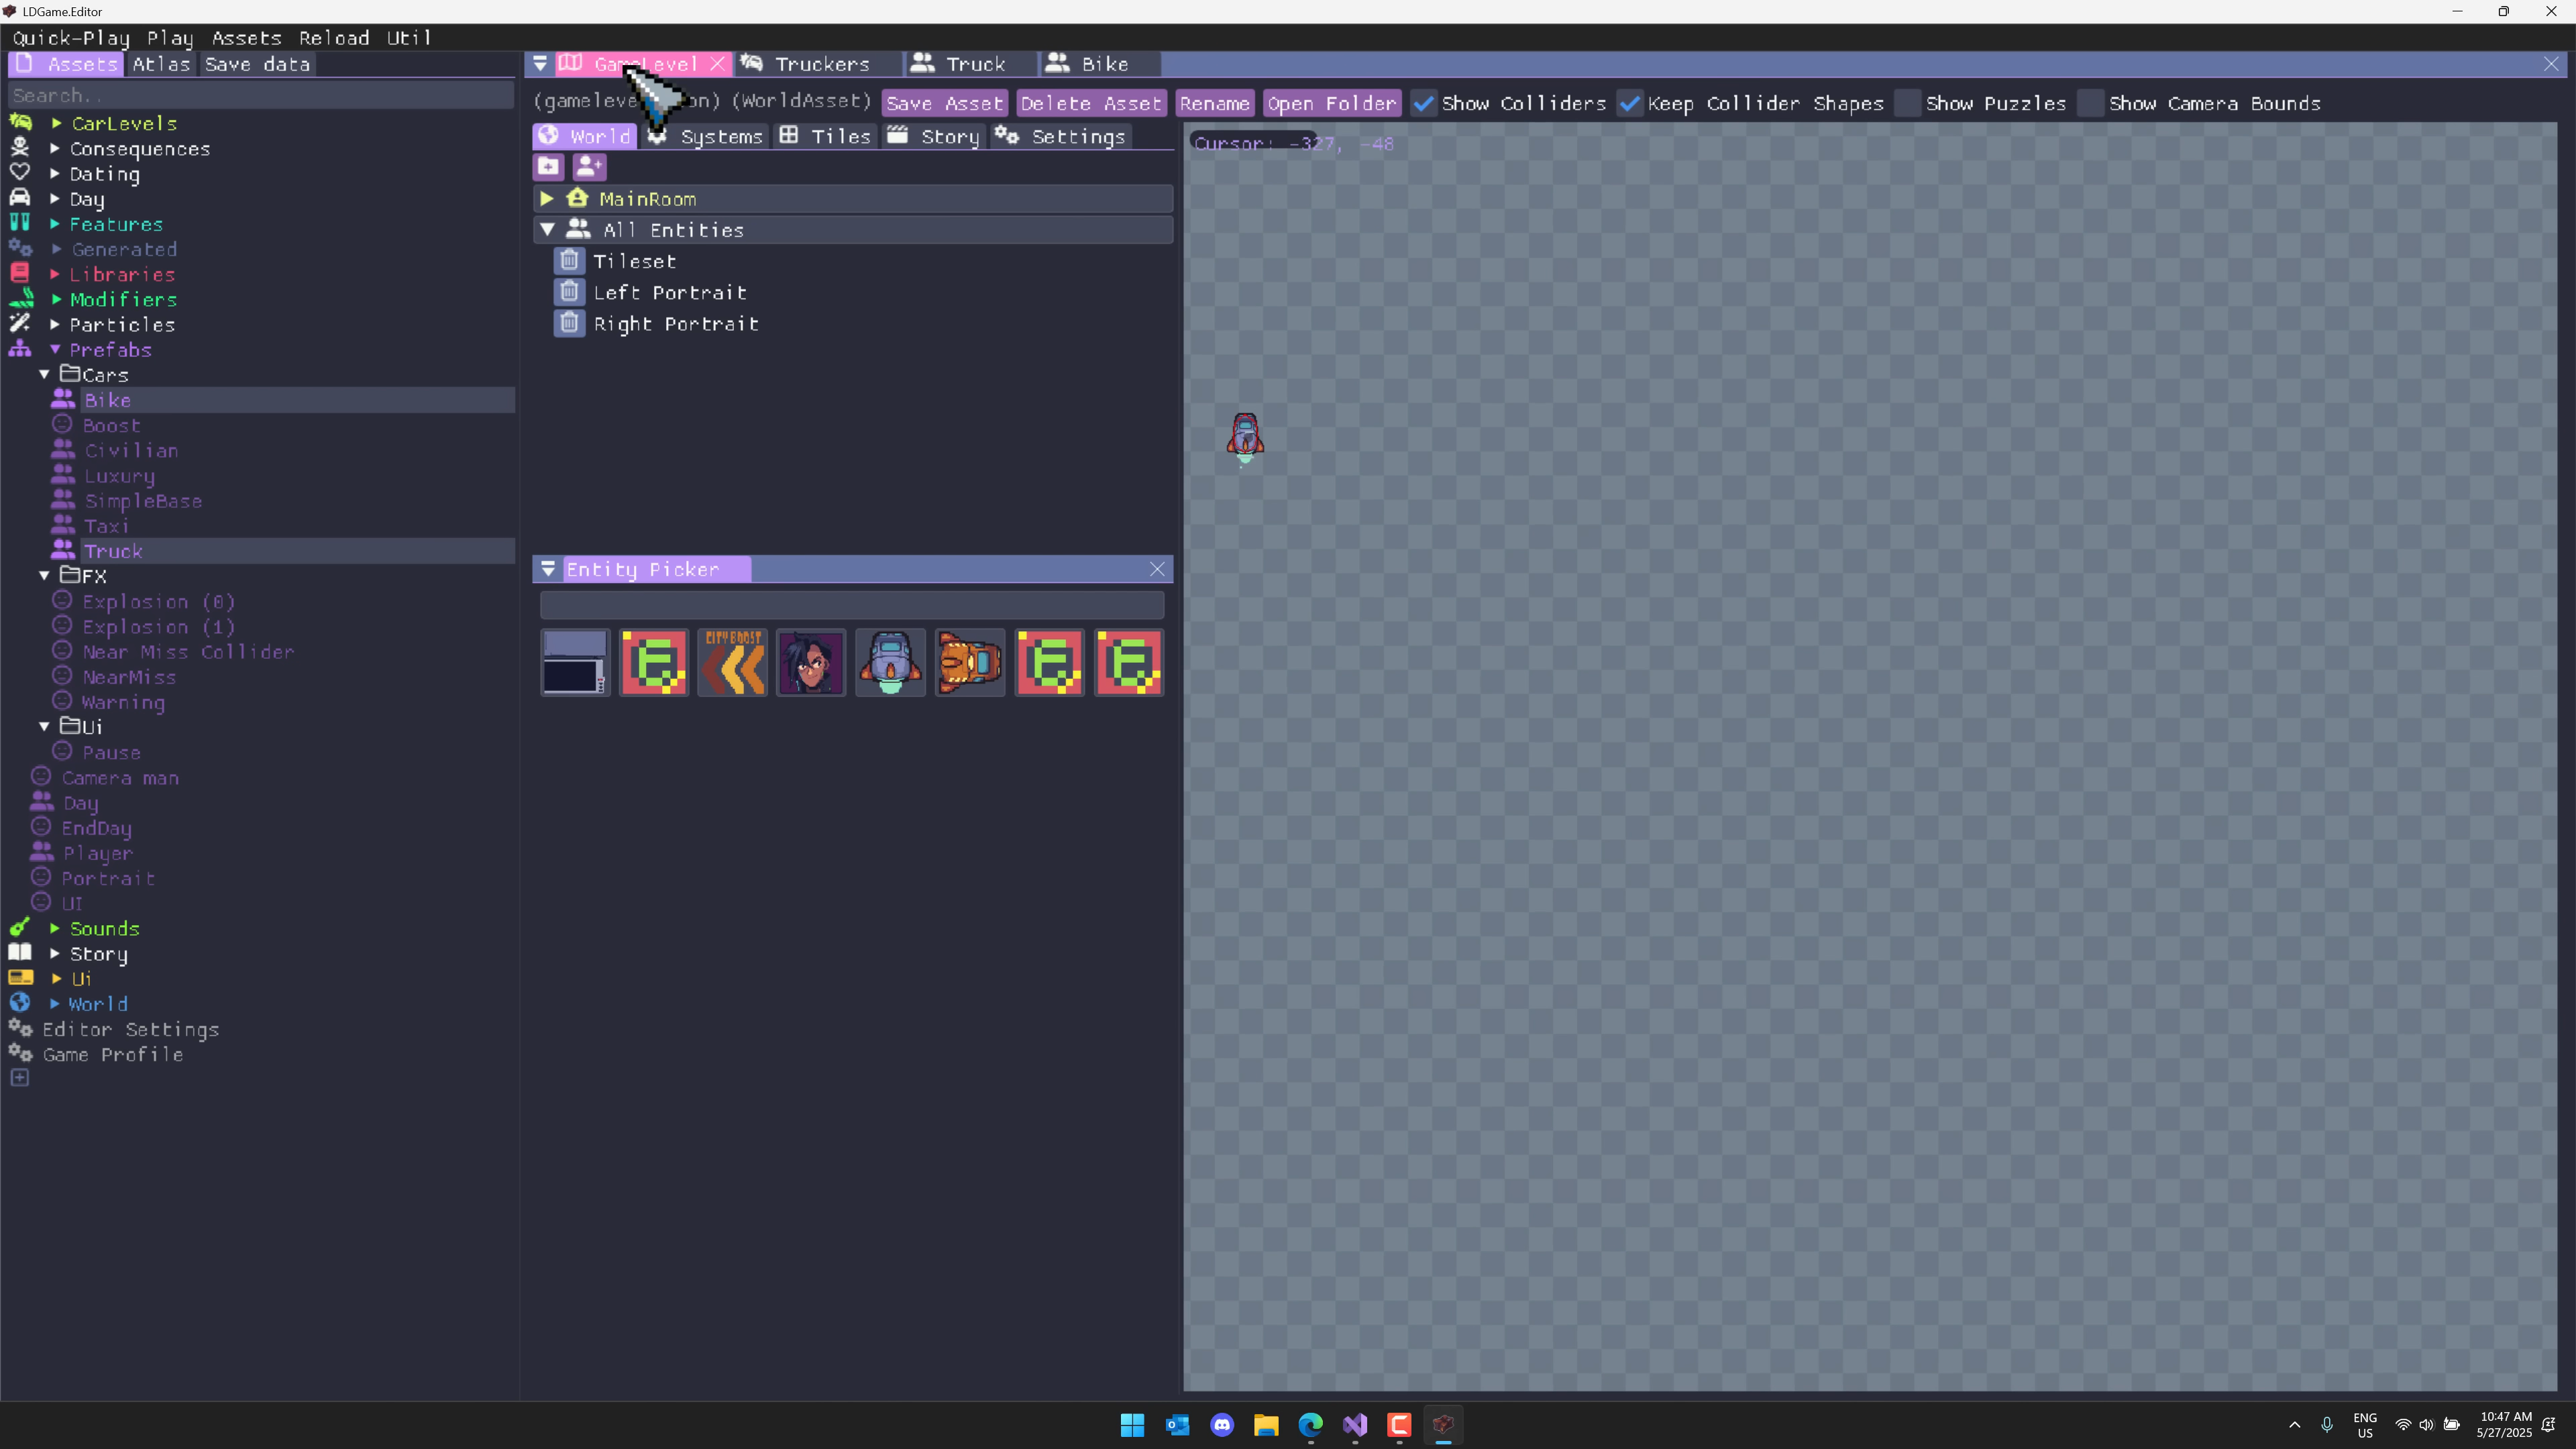 LDGame.Editor
Quick-Play Play Assets Reload Util
Assets Atlas Save data
Search..
CarLevels
Consequences
Dating
Day
Features
Generated
Libraries
Modifiers
Particles
Prefabs
Cars
Bike
Boost
Civilian
Luxury
SimpleBase
Taxi
Truck
FX
Explosion (0)
Explosion (1)
Near Miss Collider
NearMiss
Warning
Ui
Pause
Camera man
Day
EndDay
Player
Portrait
UI
Sounds
Story
Ui
World
Editor Settings
Game Profile
GameLevel Truckers Truck Bike
(WorldAsset) Save Asset Delete Asset Rename Open Folder Show Colliders Keep Collider Shapes Show Puzzles Show Camera Bounds
World Systems Tiles Story Settings
MainRoom
All Entities
Tileset
Left Portrait
Right Portrait
Entity Picker
CITY BOOST
Cursor: -327, -48
ENG
US
10:47 AM
5/27/2025